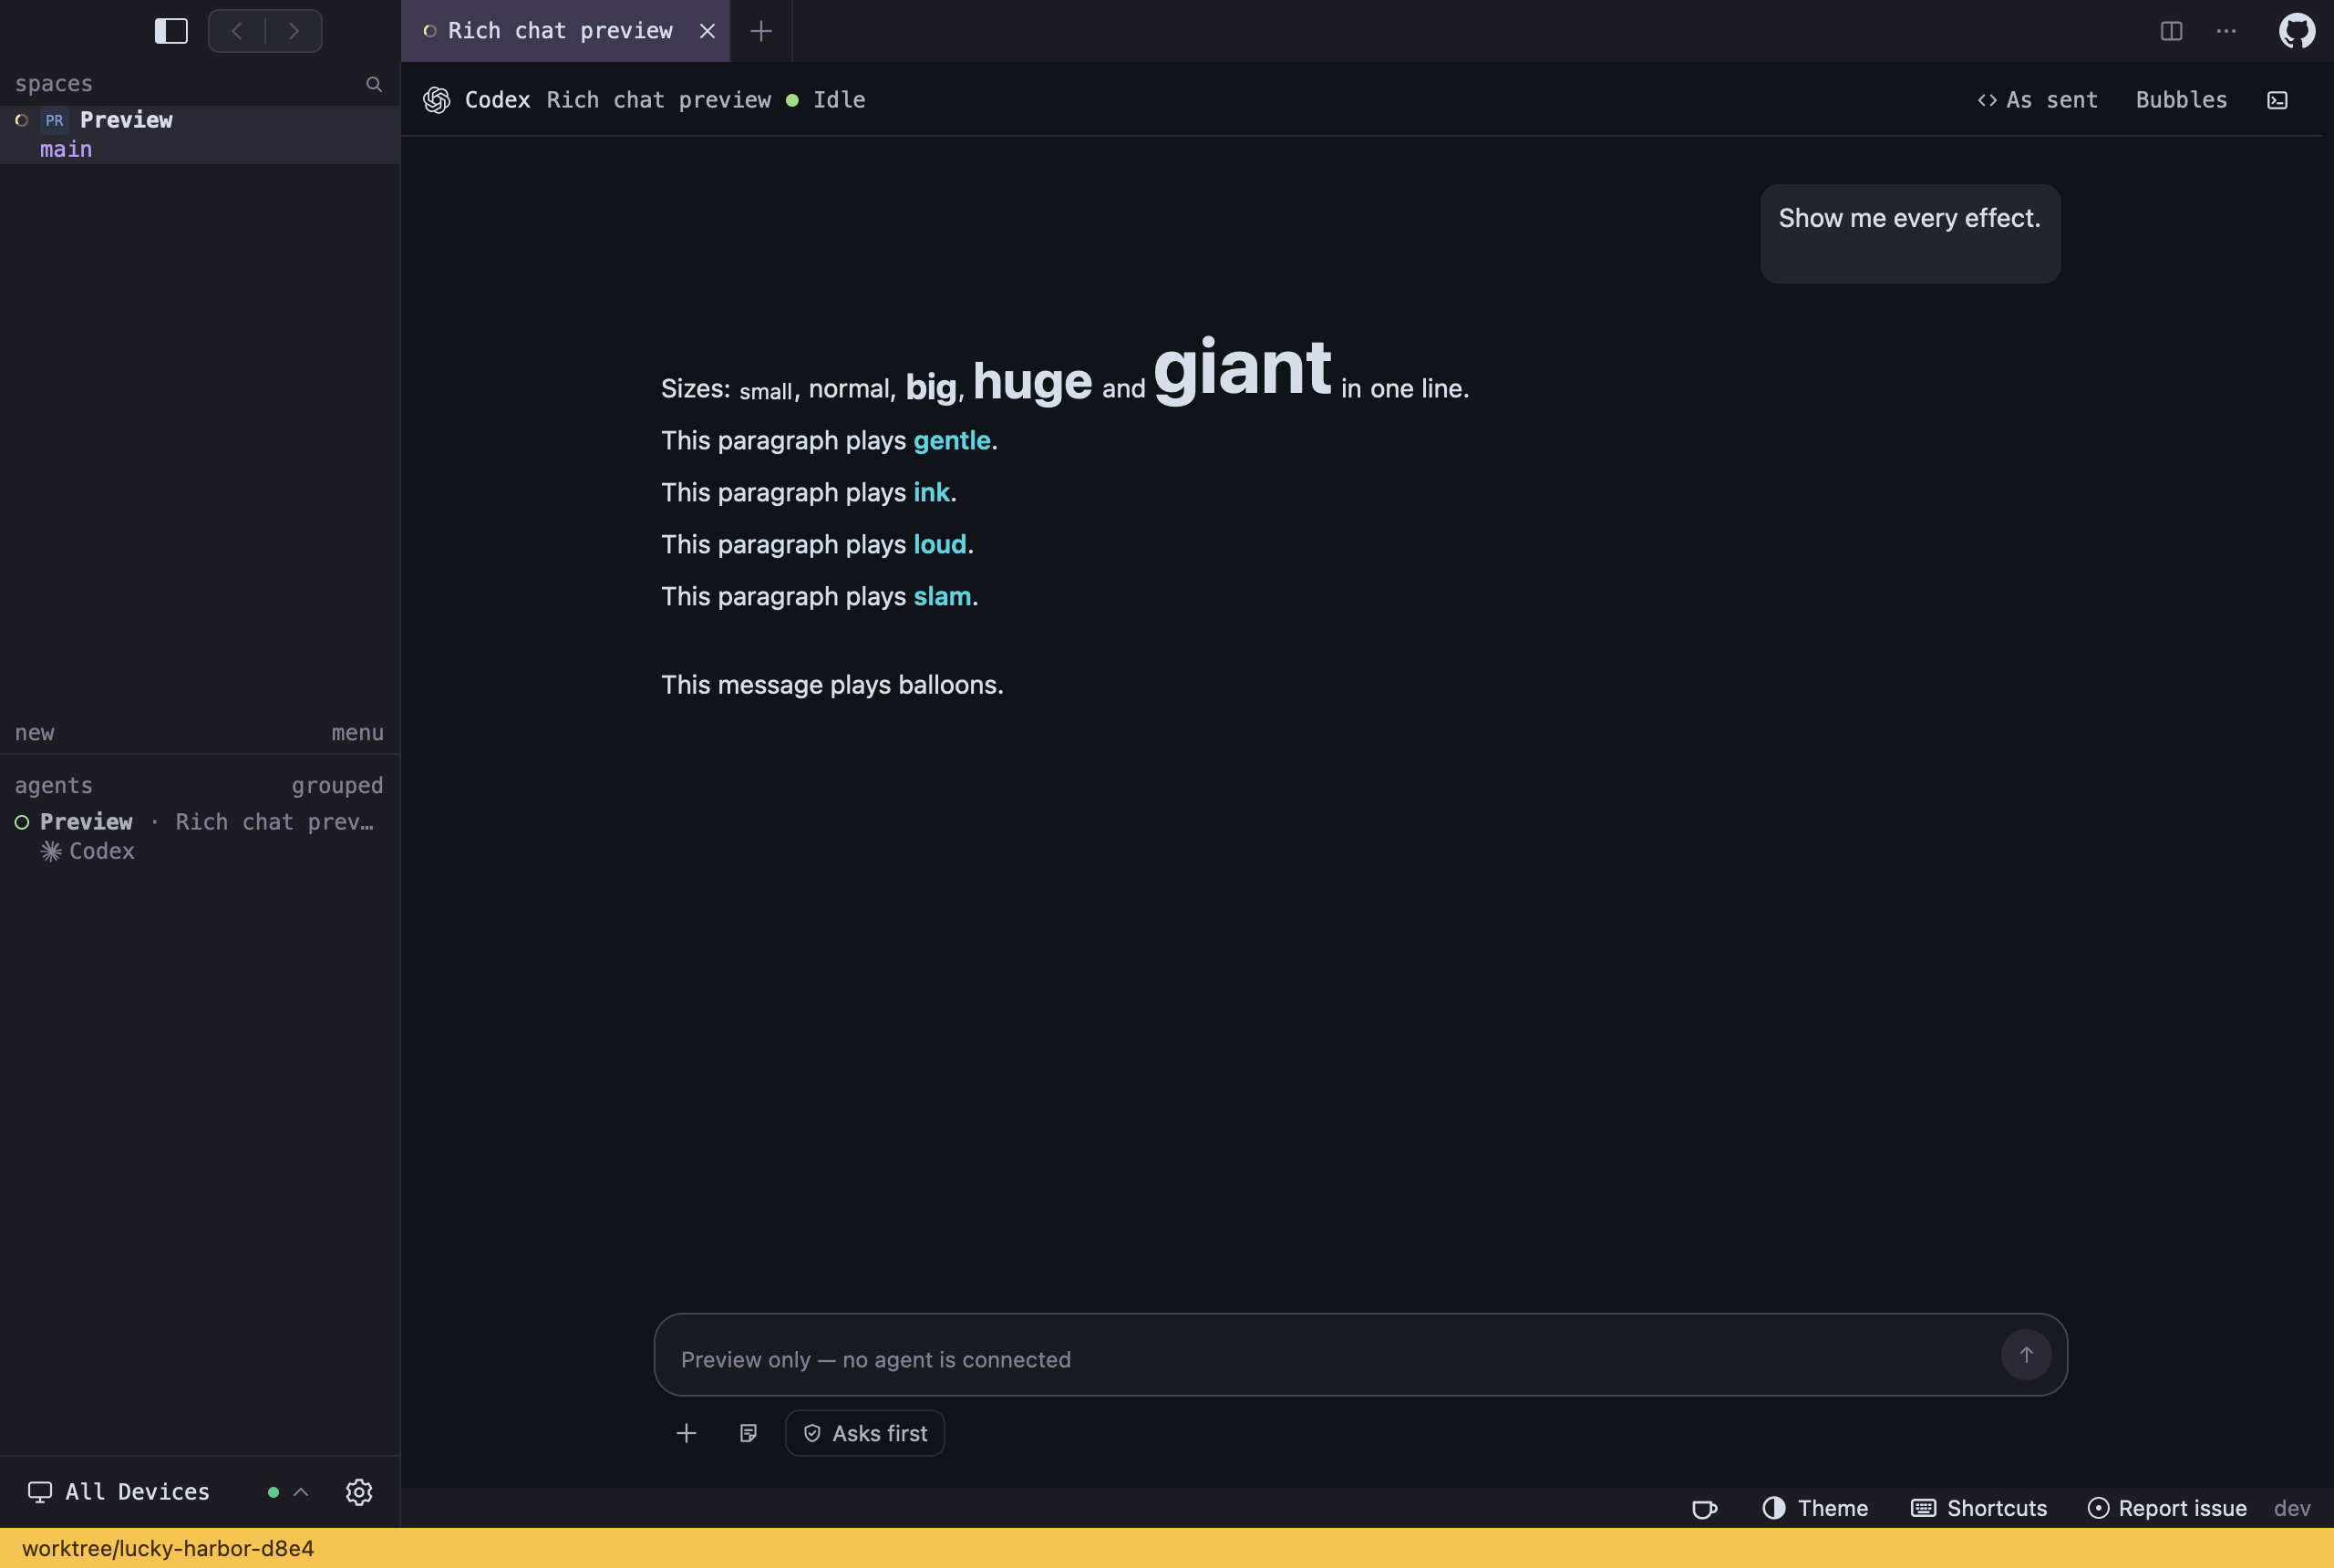 Rich chat preview
spaces
PR Preview
main
Codex Rich chat preview Idle
<> As sent Bubbles
Show me every effect.
Sizes: small, normal, big, huge and giant in one line.
This paragraph plays gentle.
This paragraph plays ink.
This paragraph plays loud.
This paragraph plays slam.
This message plays balloons.
new menu
agents grouped
Preview · Rich chat prev…
Codex
Preview only — no agent is connected
Asks first
All Devices
Theme Shortcuts Report issue dev
worktree/lucky-harbor-d8e4